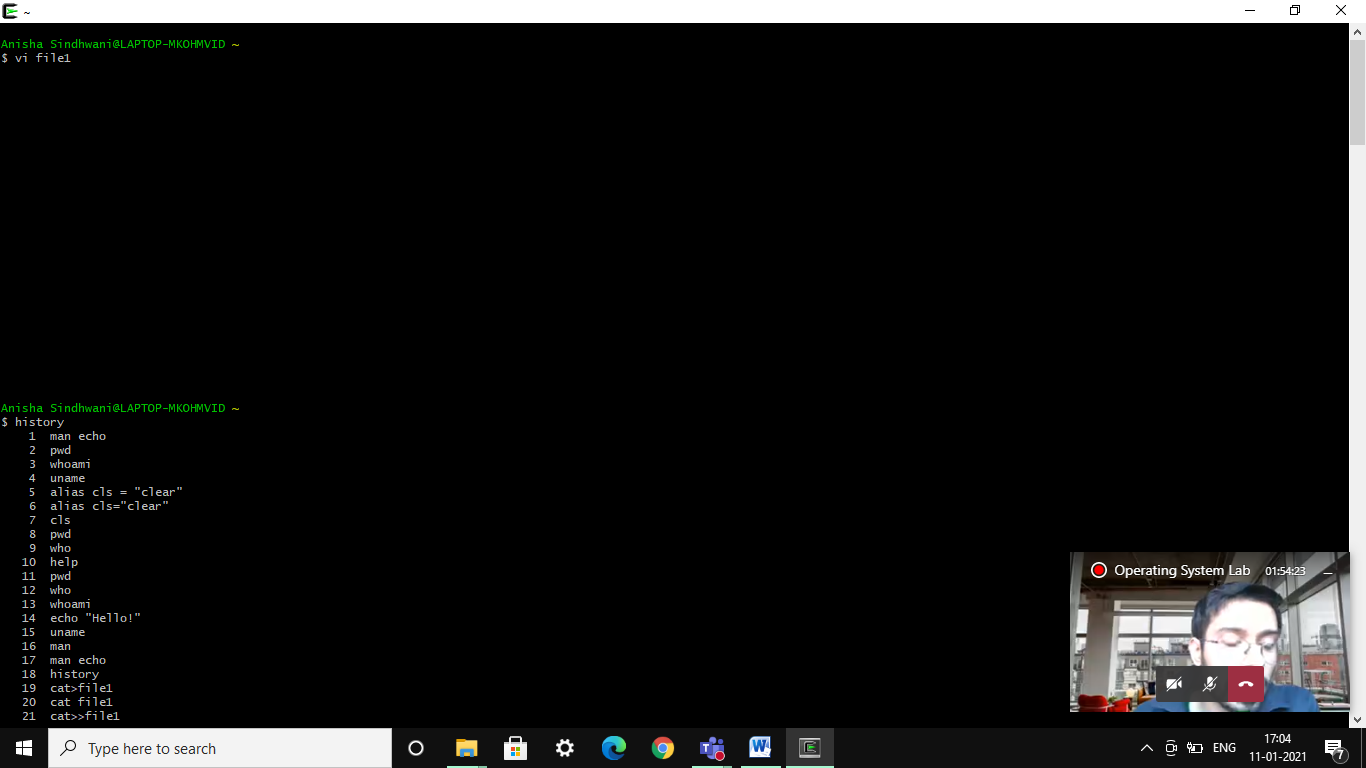 ~
Anisha Sindhwani@LAPTOP-MKOHMVID ~
$ vi file1
Anisha Sindhwani@LAPTOP-MKOHMVID ~
$ history
1 man echo
2 pwd
3 whoami
4 uname
5 alias cls = "clear"
6 alias cls="clear"
7 cls
8 pwd
9 who
10 help
11 pwd
12 who
13 whoami
14 echo "Hello!"
15 uname
16 man
17 man echo
18 history
19 cat>file1
20 cat file1
21 cat>>file1
Operating System Lab 01:54:23
Type here to search
ENG
17:04
11-01-2021
7